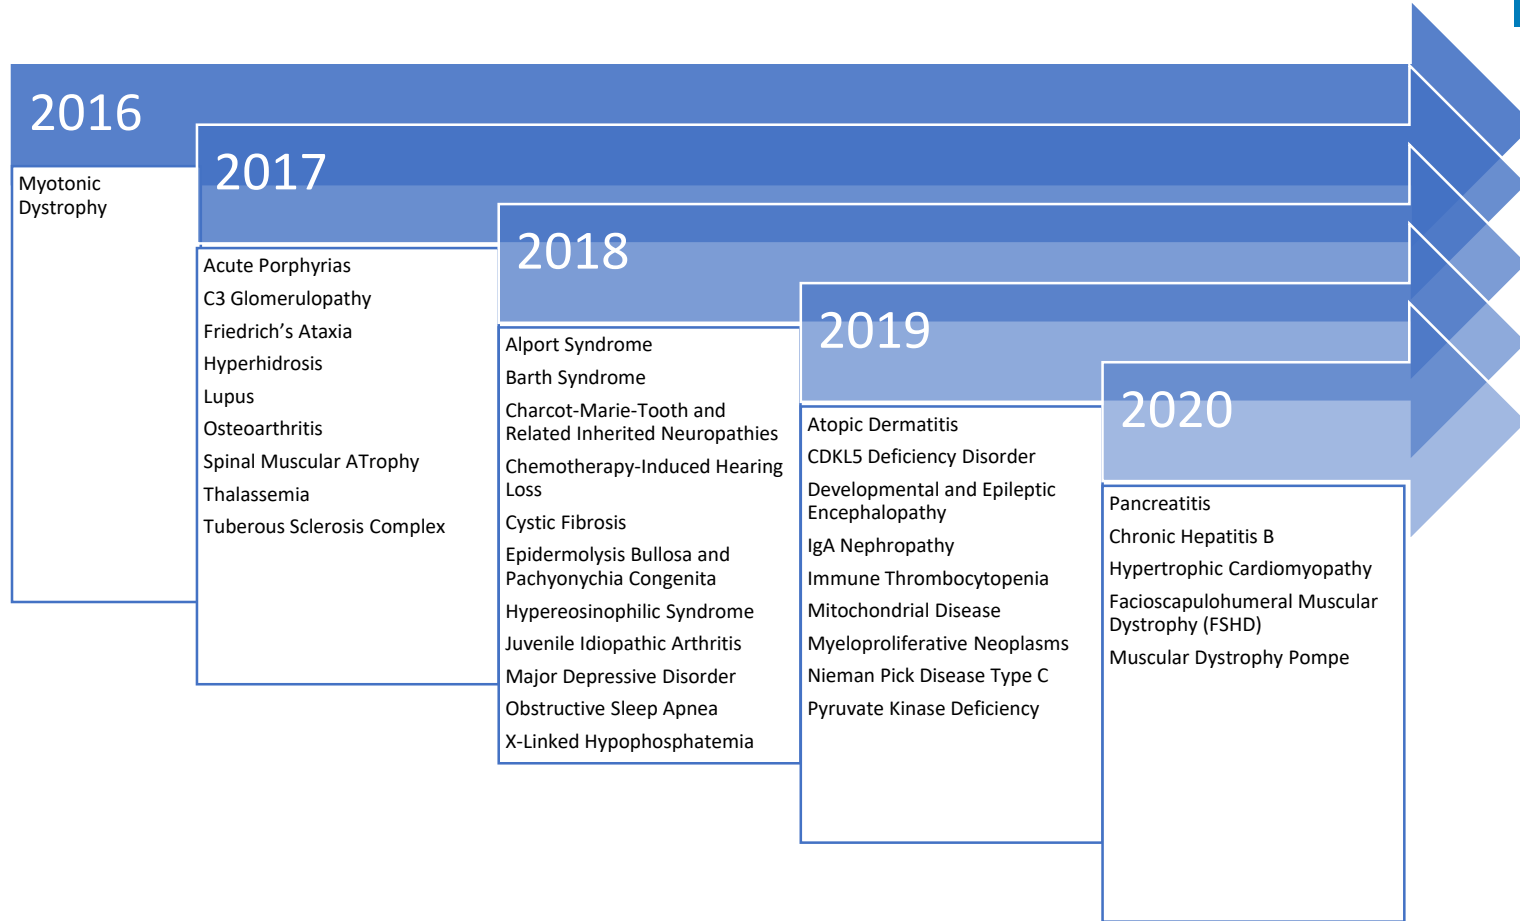 2016
Myotonic
Dystrophy
2017
Acute Porphyrias
C3 Glomerulopathy
Friedrich’s Ataxia
Hyperhidrosis
Lupus
Osteoarthritis
Spinal Muscular ATrophy
Thalassemia
Tuberous Sclerosis Complex
2018
Alport Syndrome
Barth Syndrome
Charcot-Marie-Tooth and
Related Inherited Neuropathies
Chemotherapy-Induced Hearing
Loss
Cystic Fibrosis
Epidermolysis Bullosa and
Pachyonychia Congenita
Hypereosinophilic Syndrome
Juvenile Idiopathic Arthritis
Major Depressive Disorder
Obstructive Sleep Apnea
X-Linked Hypophosphatemia
2019
Atopic Dermatitis
CDKL5 Deficiency Disorder
Developmental and Epileptic
Encephalopathy
IgA Nephropathy
Immune Thrombocytopenia
Mitochondrial Disease
Myeloproliferative Neoplasms
Nieman Pick Disease Type C
Pyruvate Kinase Deficiency
2020
Pancreatitis
Chronic Hepatitis B
Hypertrophic Cardiomyopathy
Facioscapulohumeral Muscular
Dystrophy (FSHD)
Muscular Dystrophy Pompe